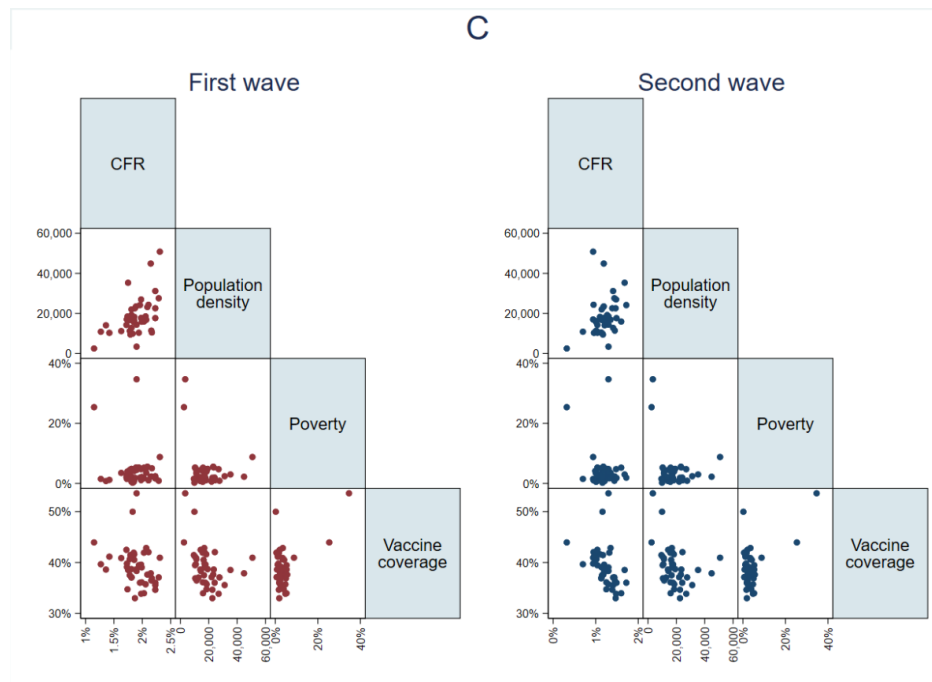 C
First wave
Second wave
CFR
60,000
40,000
20,000
0
Population
density
40%
20%
0%
Poverty
50%
40%
30%
Vaccine
coverage
1%
1.5%
2%
2.5%
0
20,000
40,000
60,000
0%
20%
40%
CFR
60,000
40,000
20,000
0
Population
density
40%
20%
0%
Poverty
50%
40%
30%
Vaccine
coverage
0%
1%
2%
0
20,000
40,000
60,000
0%
20%
40%